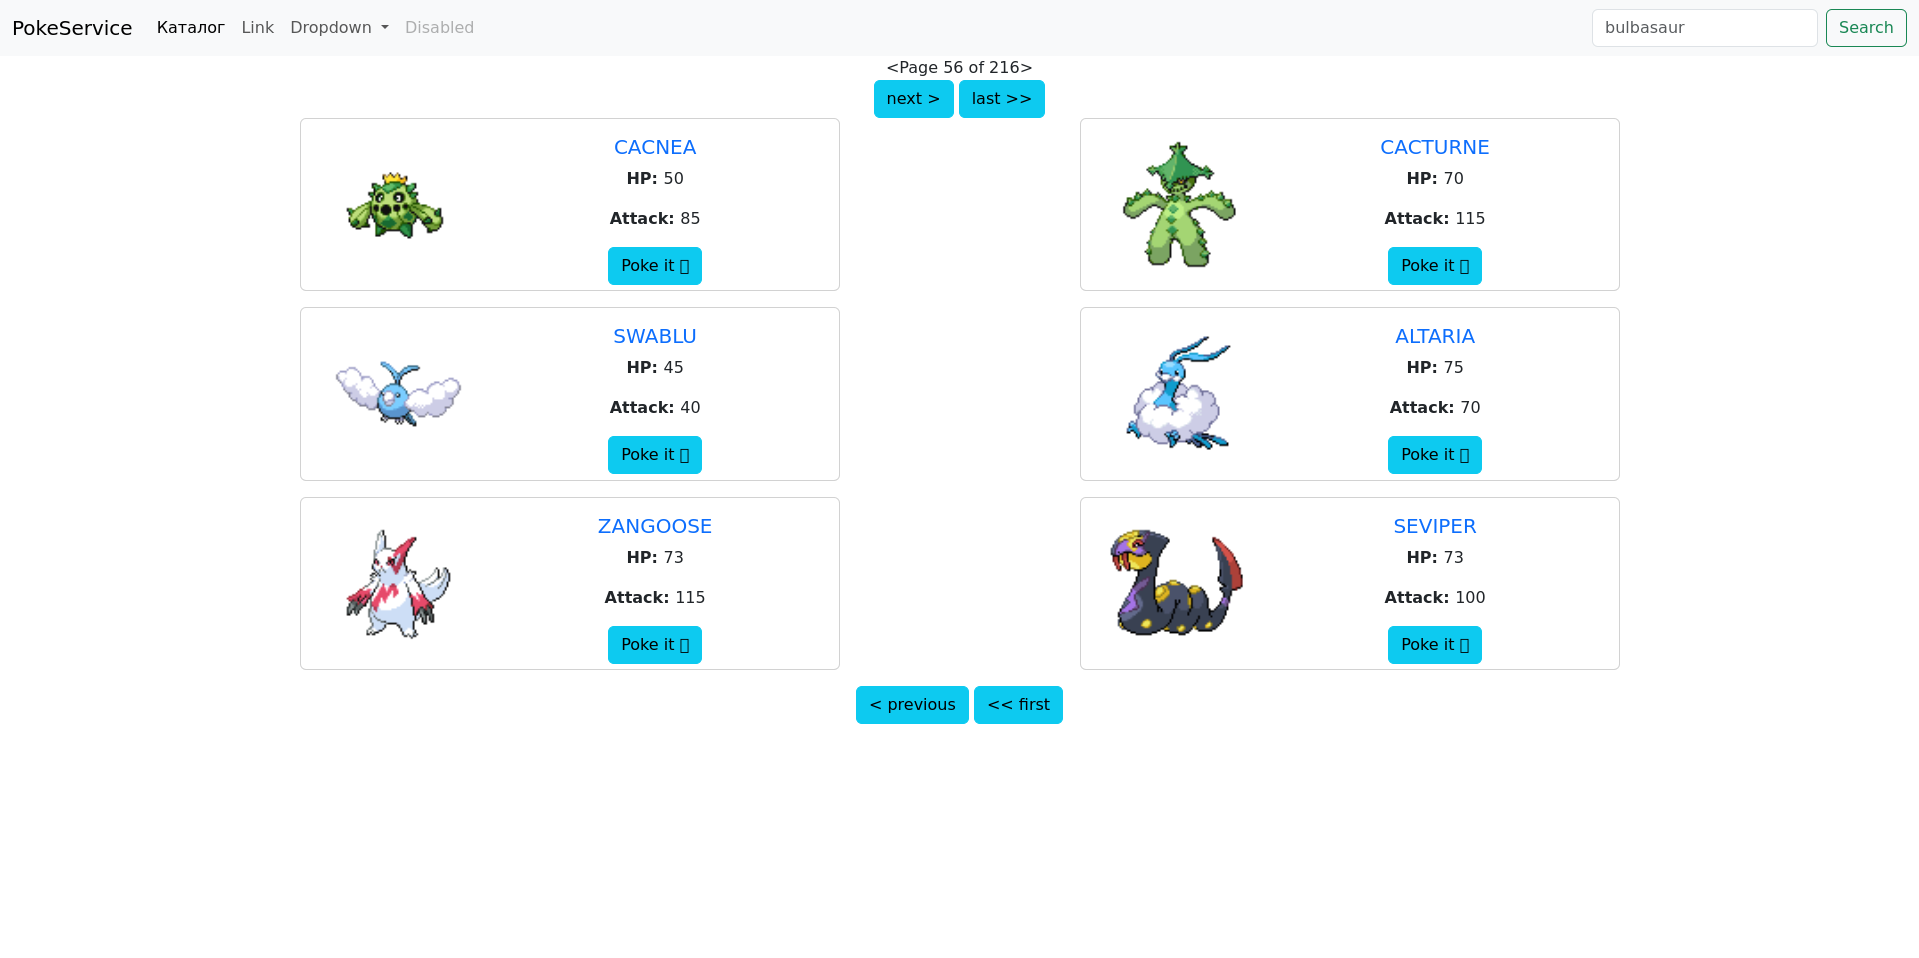 PokeService Каталог Link Dropdown Disabled bulbasaur Search
<Page 56 of 216>
next > last >>
CACNEA
HP: 50
Attack: 85
Poke it
CACTURNE
HP: 70
Attack: 115
Poke it
SWABLU
HP: 45
Attack: 40
Poke it
ALTARIA
HP: 75
Attack: 70
Poke it
ZANGOOSE
HP: 73
Attack: 115
Poke it
SEVIPER
HP: 73
Attack: 100
Poke it
< previous << first